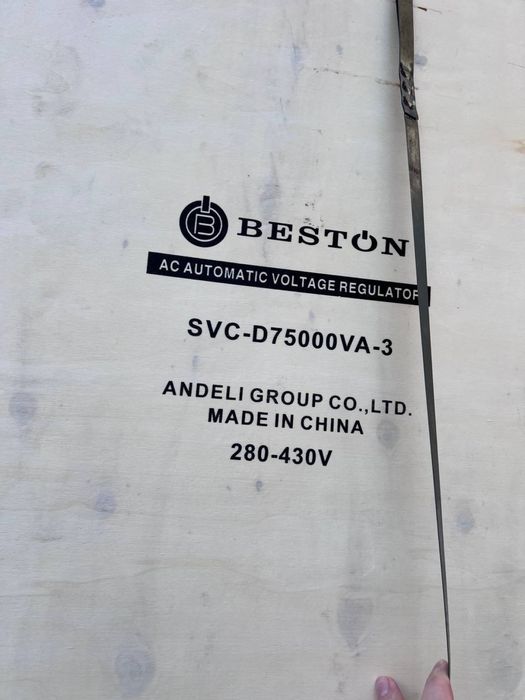 B BESTON
AC AUTOMATIC VOLTAGE REGULATOR
SVC-D75000VA-3
ANDELI GROUP CO.,LTD.
MADE IN CHINA
280-430V